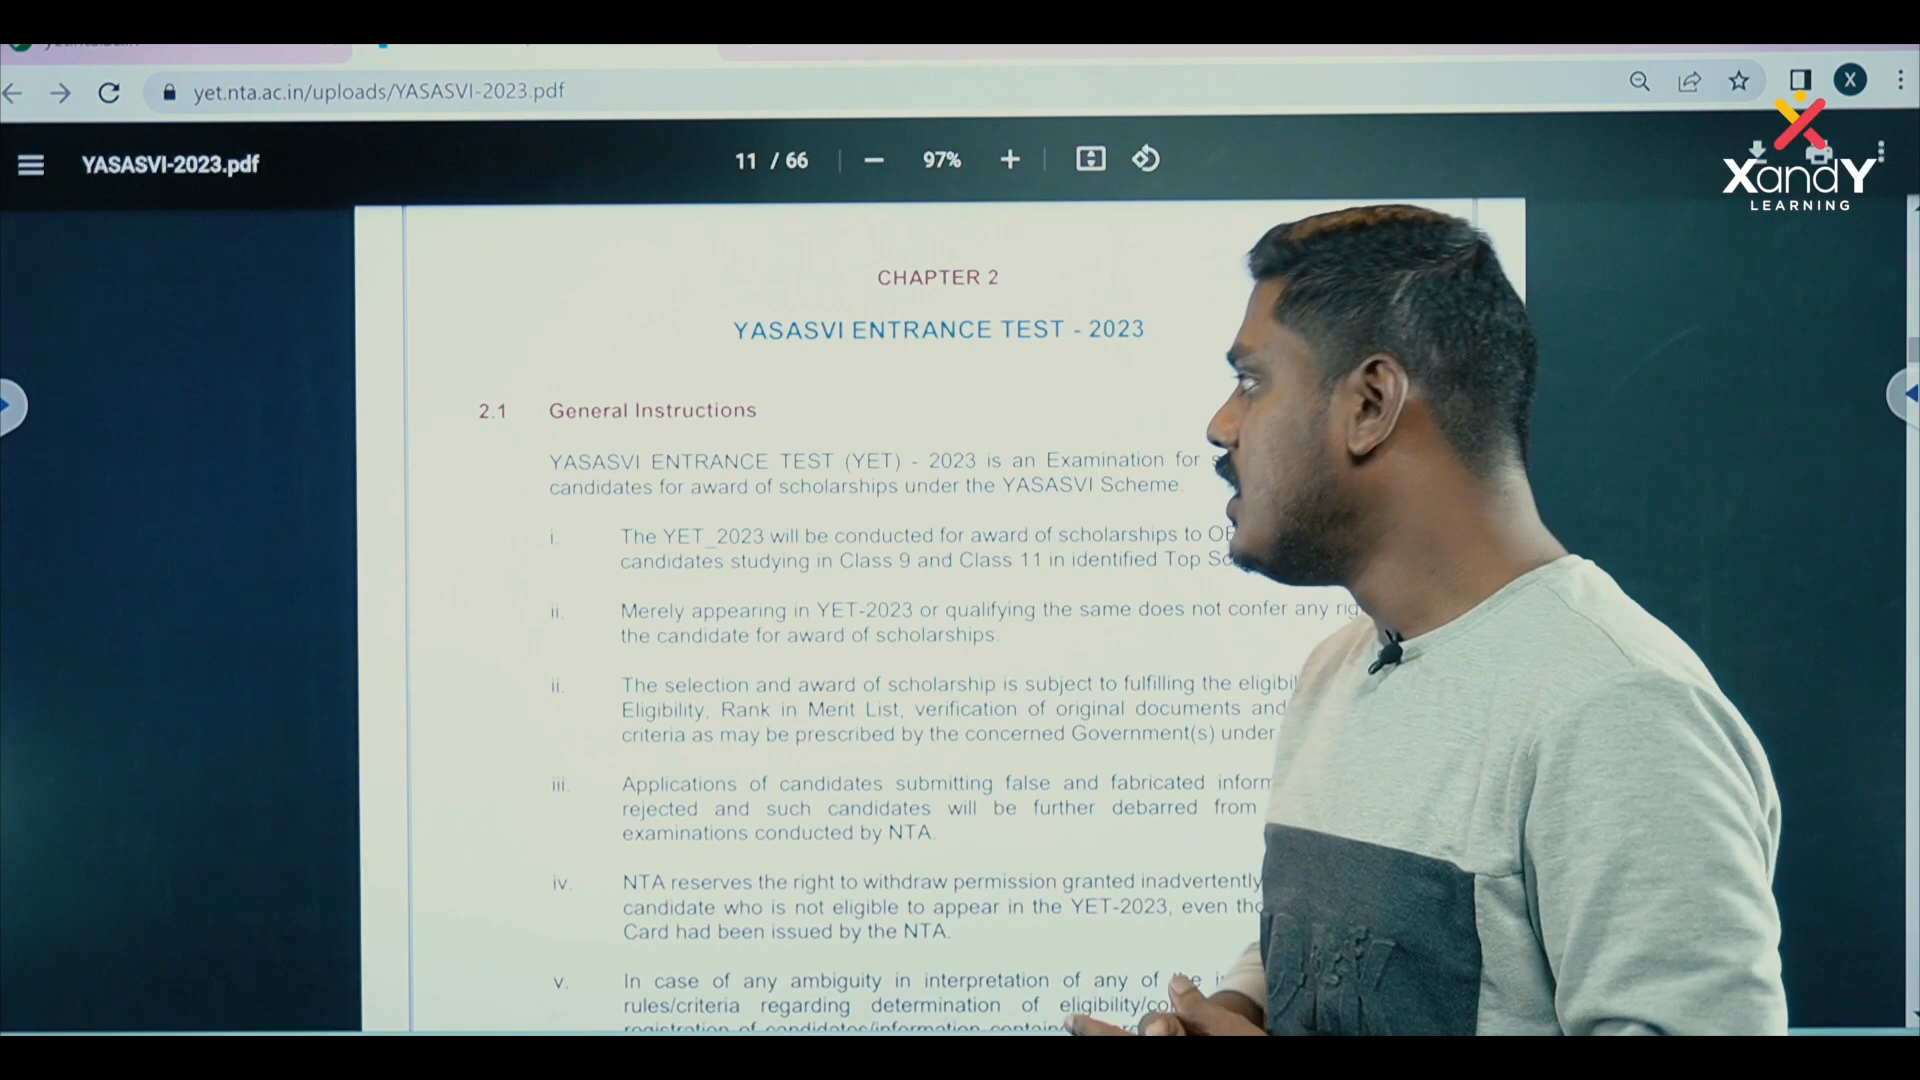 yet.nta.ac.in/uploads/YASASVI-2023.pdf
X
YASASVI-2023.pdf
11 / 66
97%
XandY
LEARNING
CHAPTER 2
YASASVI ENTRANCE TEST - 2023
2.1 General Instructions
YASASVI ENTRANCE TEST (YET) - 2023 is an Examination for
candidates for award of scholarships under the YASASVI Scheme.
i. The YET_2023 will be conducted for award of scholarships to
candidates studying in Class 9 and Class 11 in identified Top
ii. Merely appearing in YET-2023 or qualifying the same does not confer any
the candidate for award of scholarships.
ii. The selection and award of scholarship is subject to fulfilling the
Eligibility, Rank in Merit List, verification of original documents and
criteria as may be prescribed by the concerned Government(s) under
iii. Applications of candidates submitting false and fabricated
rejected and such candidates will be further debarred from
examinations conducted by NTA.
iv. NTA reserves the right to withdraw permission granted inadvertently
candidate who is not eligible to appear in the YET-2023, even
Card had been issued by the NTA.
v. In case of any ambiguity in interpretation of any of
rules/criteria regarding determination of
registration of candidates/information